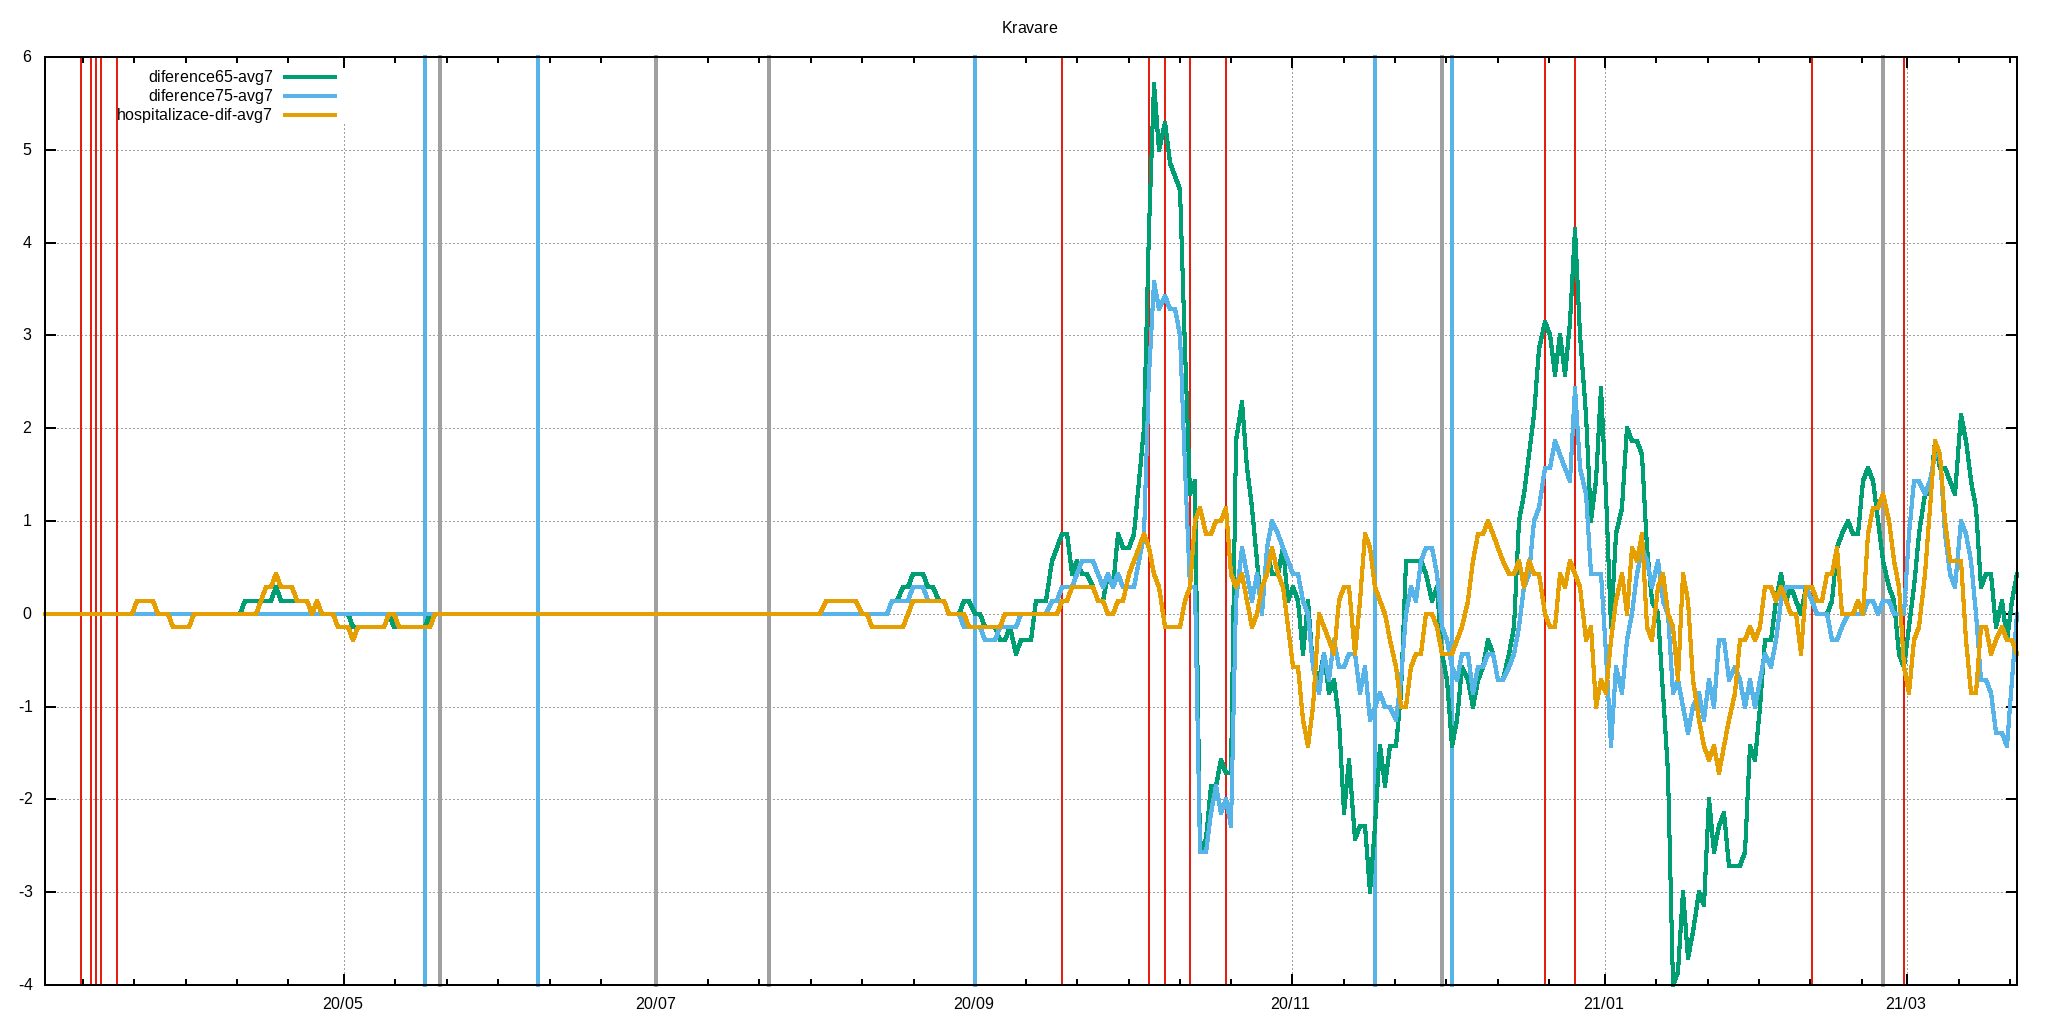 Kravare
6
diference65-avg7
diference75-avg7
hospitalizace-dif-avg7
5
4
3
2
1
0
-1
-2
-3
-4
20/05 20/07 20/09 20/11 21/01 21/03